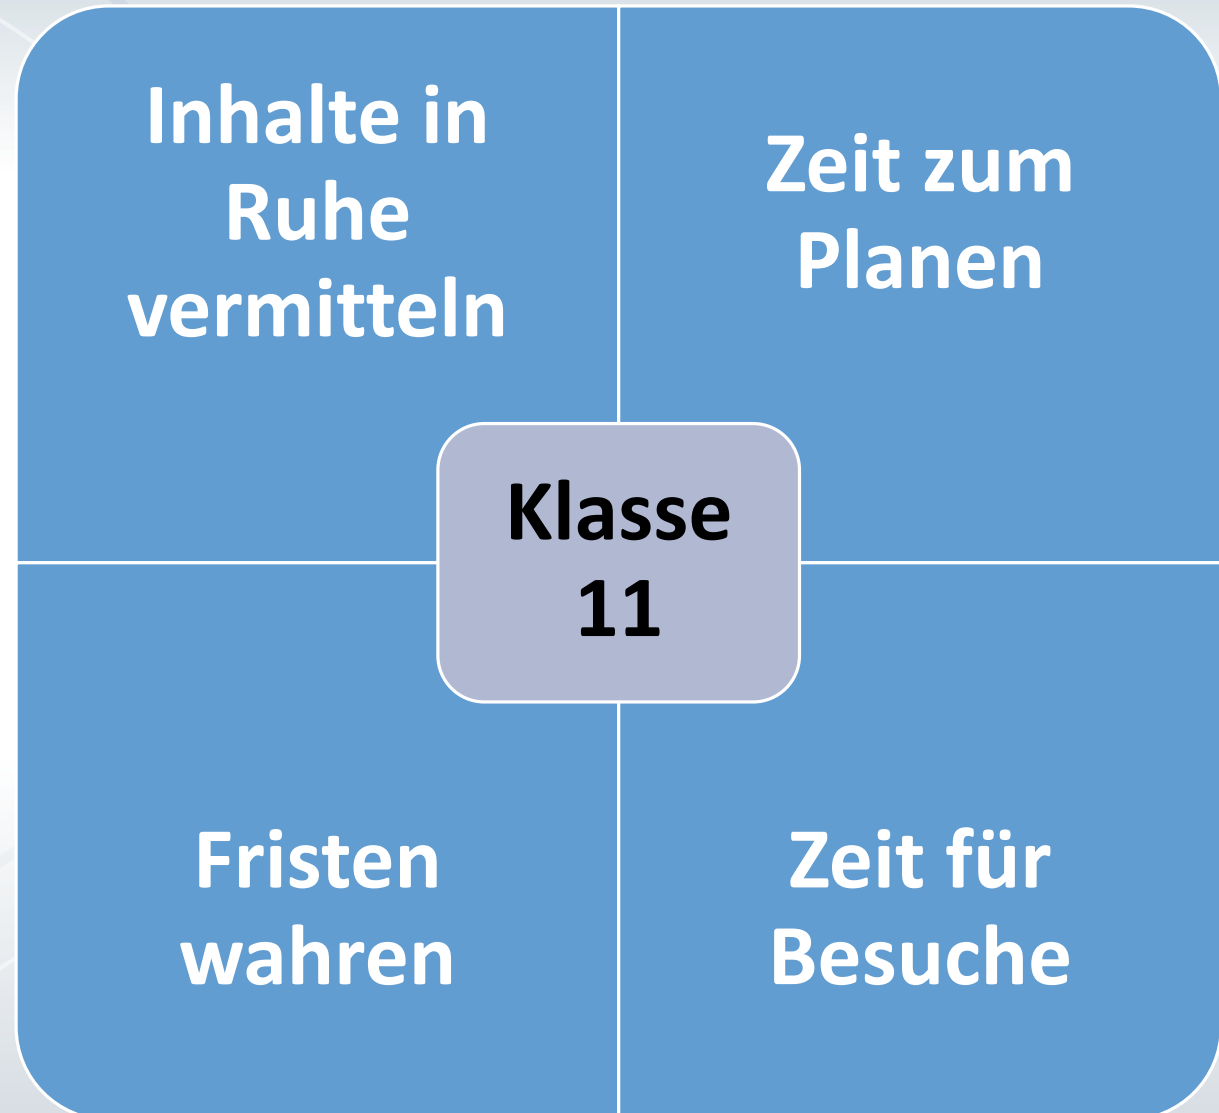 Inhalte in
Ruhe
vermitteln
Zeit zum
Planen
Klasse
11
Fristen
wahren
Zeit für
Besuche